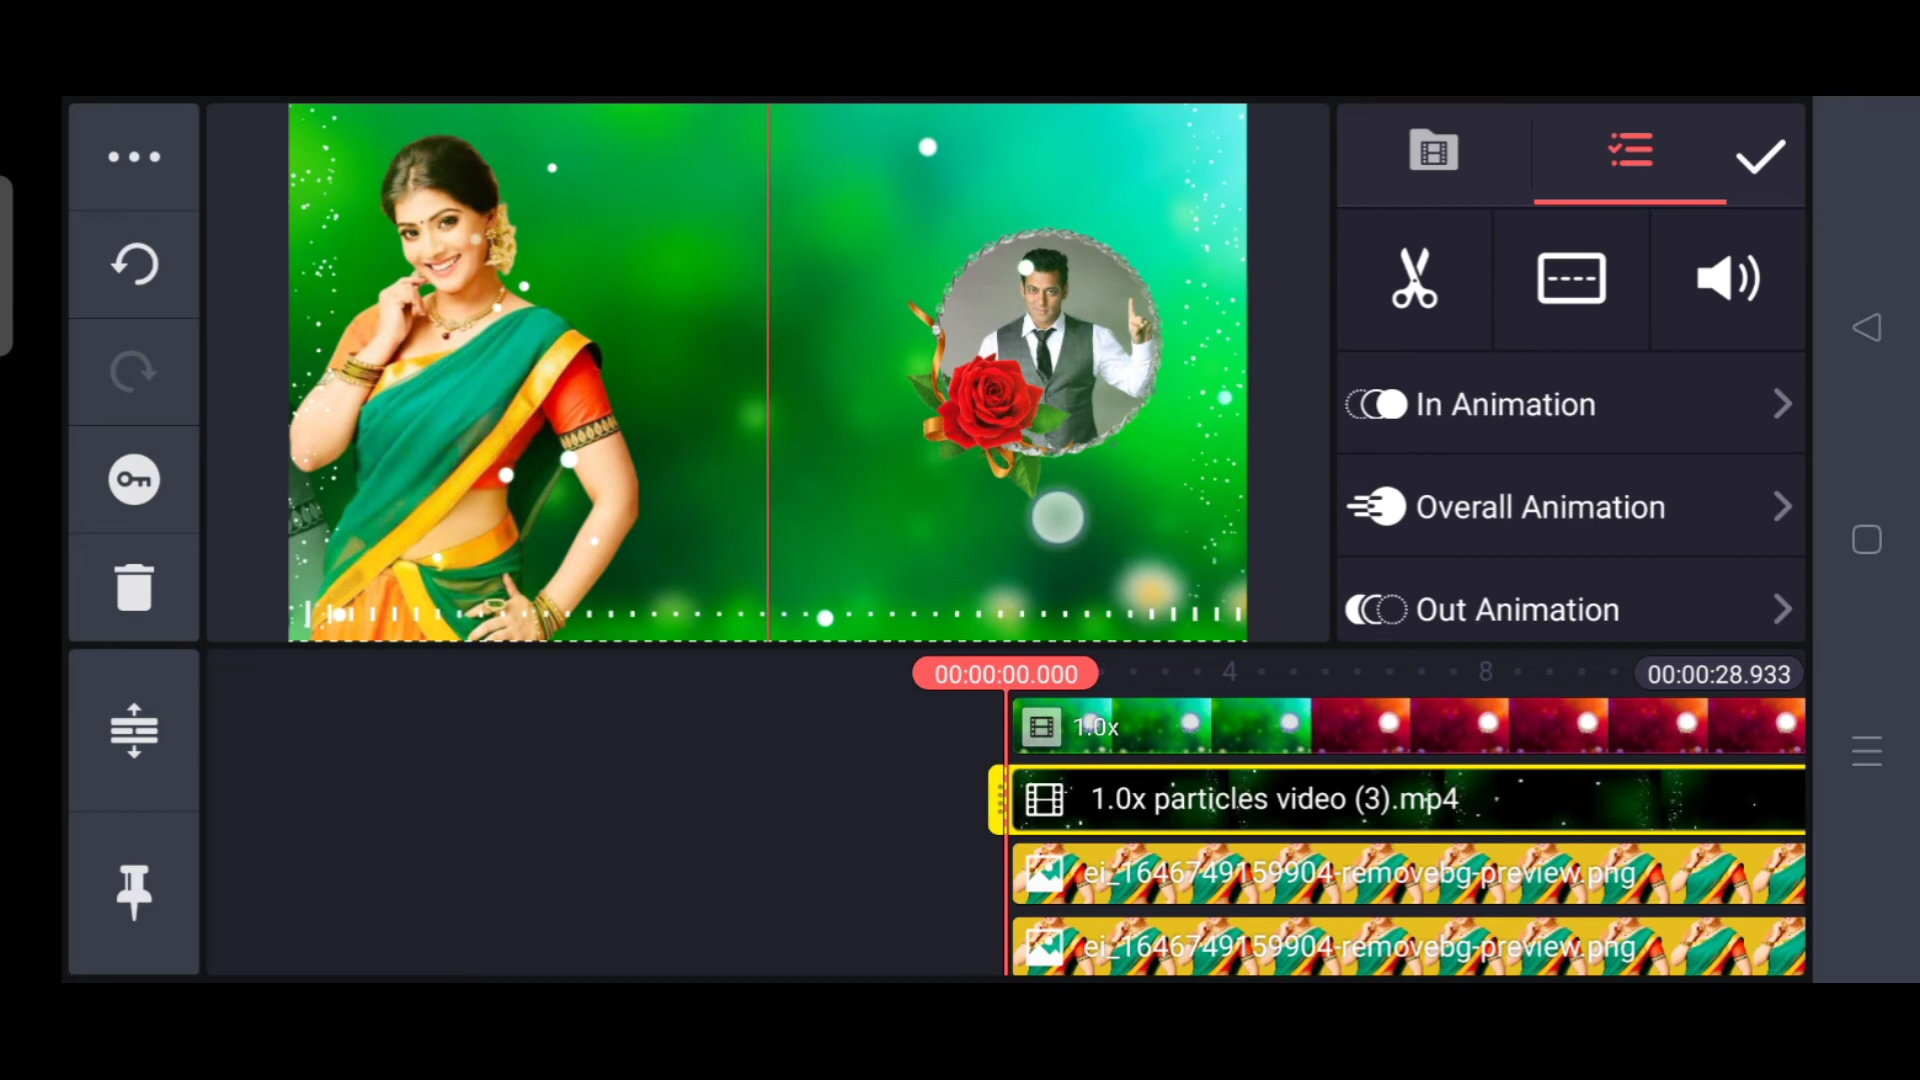 In Animation
Overall Animation
Out Animation
00:00:00.000
4
8
00:00:28.933
1.0x
1.0x particles video (3).mp4
ei_1646749159904-removebg-preview.png
ei_1646749159904-removebg-preview.png